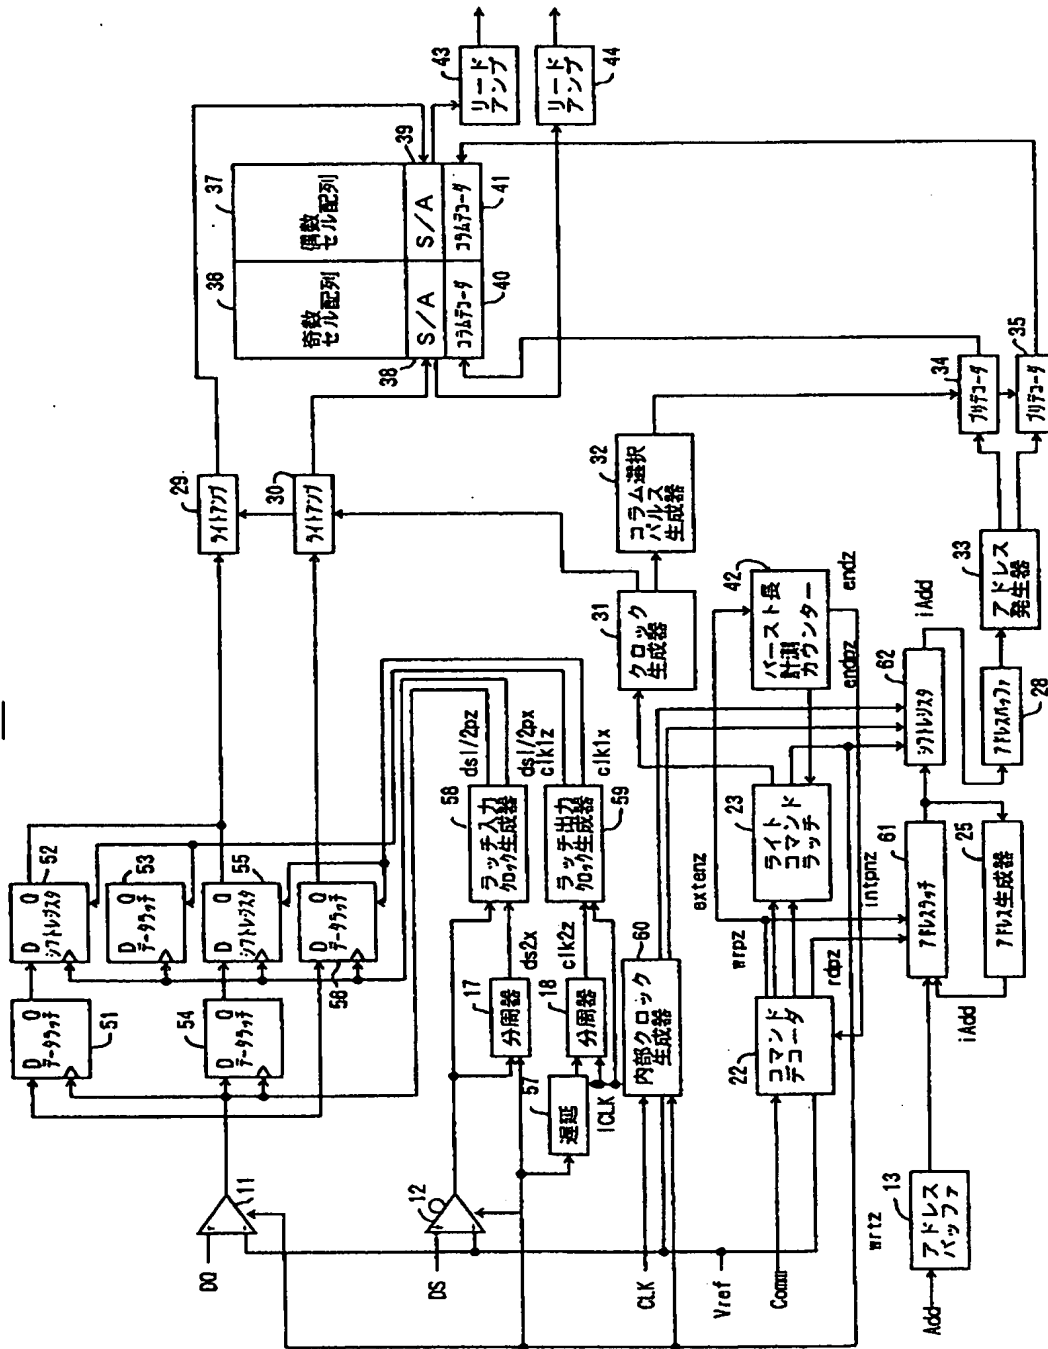 43
リード
アンプ
リード
アンプ
44
37
偶数
セル配列
36
奇数
セル配列
39
S/A
S/A
38
コラムデコーダ
41
コラムデコーダ
40
34
プリデコーダ
35
プリデコーダ
29
ライトアンプ
30
ライトアンプ
32
コラム選択
パルス
生成器
31
クロック
生成器
42
バースト長
計測
カウンター
endz
endpz
33
アドレス
発生器
iAdd
62
シフトレジスタ
アドレスバッファ
28
52
D Q
シフトレジスタ
53
D Q
データラッチ
55
D Q
シフトレジスタ
D Q
データラッチ
56
D Q
データラッチ
51
D Q
データラッチ
54
ds1/2pz
ds1/2px
58
ラッチ入力
クロック生成器
clk1z
clk1x
ラッチ出力
クロック生成器
59
ds2x
clk2z
17
分周器
18
分周器
57
遅延
iCLK
60
内部クロック
生成器
extenz
wrpz
23
ライト
コマンド
ラッチ
rdpz
intpnz
22
コマンド
デコーダ
61
アドレスラッチ
25
アドレス生成器
iAdd
11
DQ
12
DS
CLK
Vref
Comm
wrtz
13
アドレス
バッファ
Add